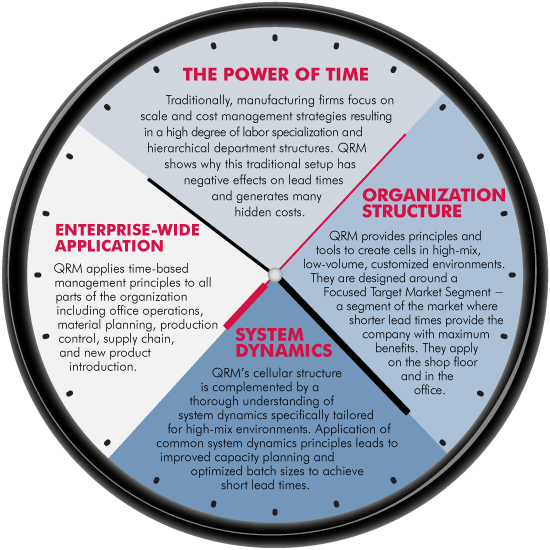 THE POWER OF TIME
Traditionally, manufacturing firms focus on
scale and cost management strategies resulting
in a high degree of labor specialization and
hierarchical department structures. QRM
shows why this traditional setup has
negative effects on lead times
and generates many
hidden costs.
ORGANIZATION
STRUCTURE
QRM provides principles and
tools to create cells in high-mix,
low-volume, customized environments.
They are designed around a
Focused Target Market Segment –
a segment of the market where
shorter lead times provide the
company with maximum
benefits. They apply
on the shop floor
and in the
office.
ENTERPRISE-WIDE
APPLICATION
QRM applies time-based
management principles to all
parts of the organization
including office operations,
material planning, production
control, supply chain,
and new product
introduction.
SYSTEM
DYNAMICS
QRM's cellular structure
is complemented by a
thorough understanding of
system dynamics specifically tailored
for high-mix environments. Application of
common system dynamics principles leads to
improved capacity planning and
optimized batch sizes to achieve
short lead times.